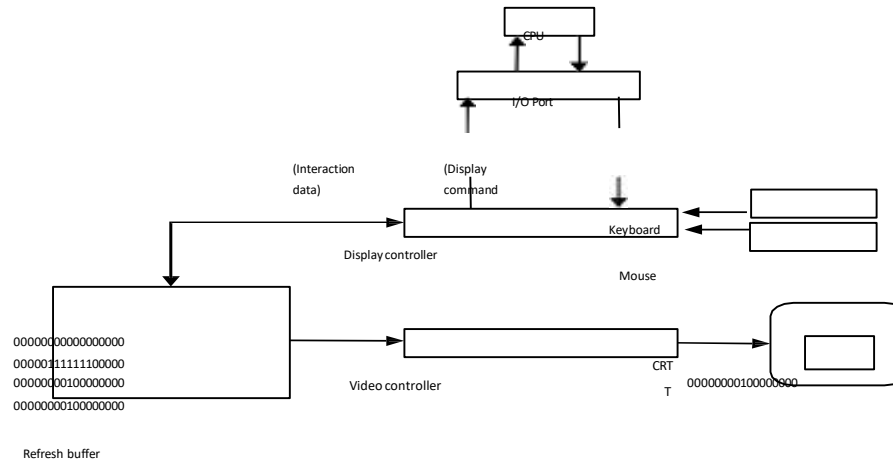 CPU
I/O Port
(Interaction
data)
(Display
command
Keyboard
Display controller
Mouse
0000000000000000
0000011111100000
0000000100000000
0000000100000000
Video controller
CRT
T
0000000100000000
Refresh buffer